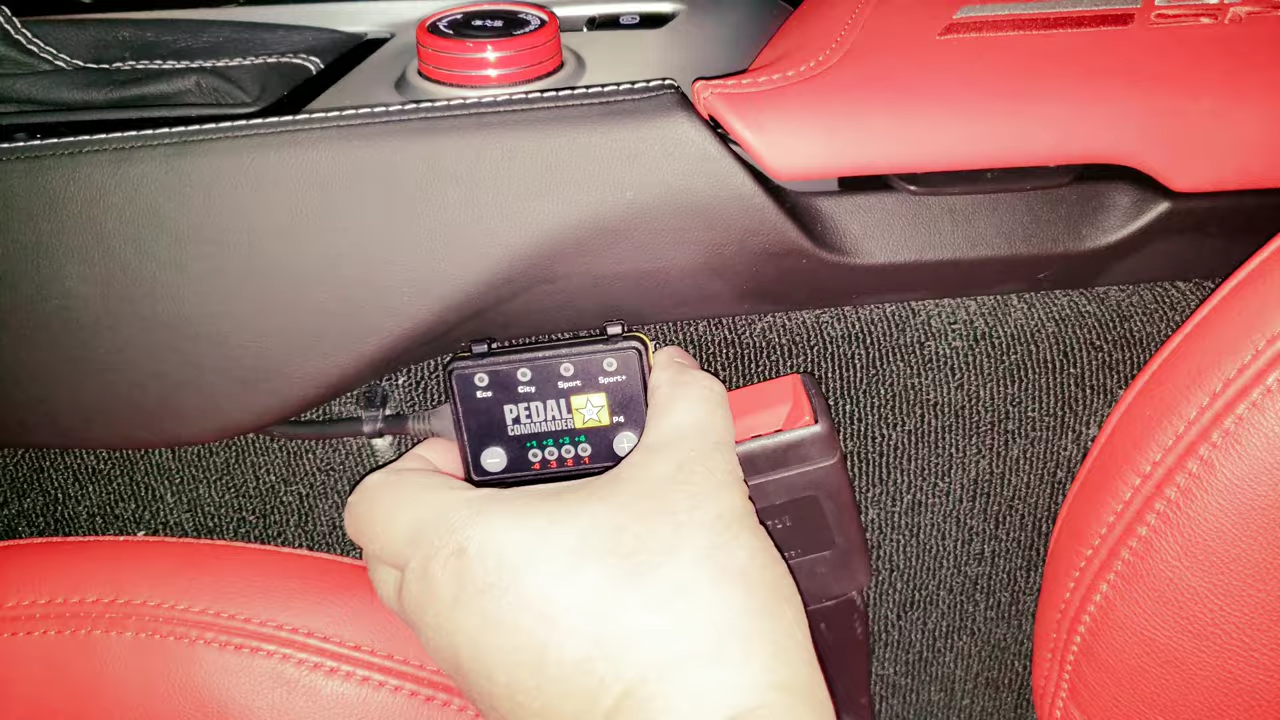 Eco City Sport Sport+
PEDAL
COMMANDER
P4
+1 +2 +3 +4
-4 -3 -2 -1